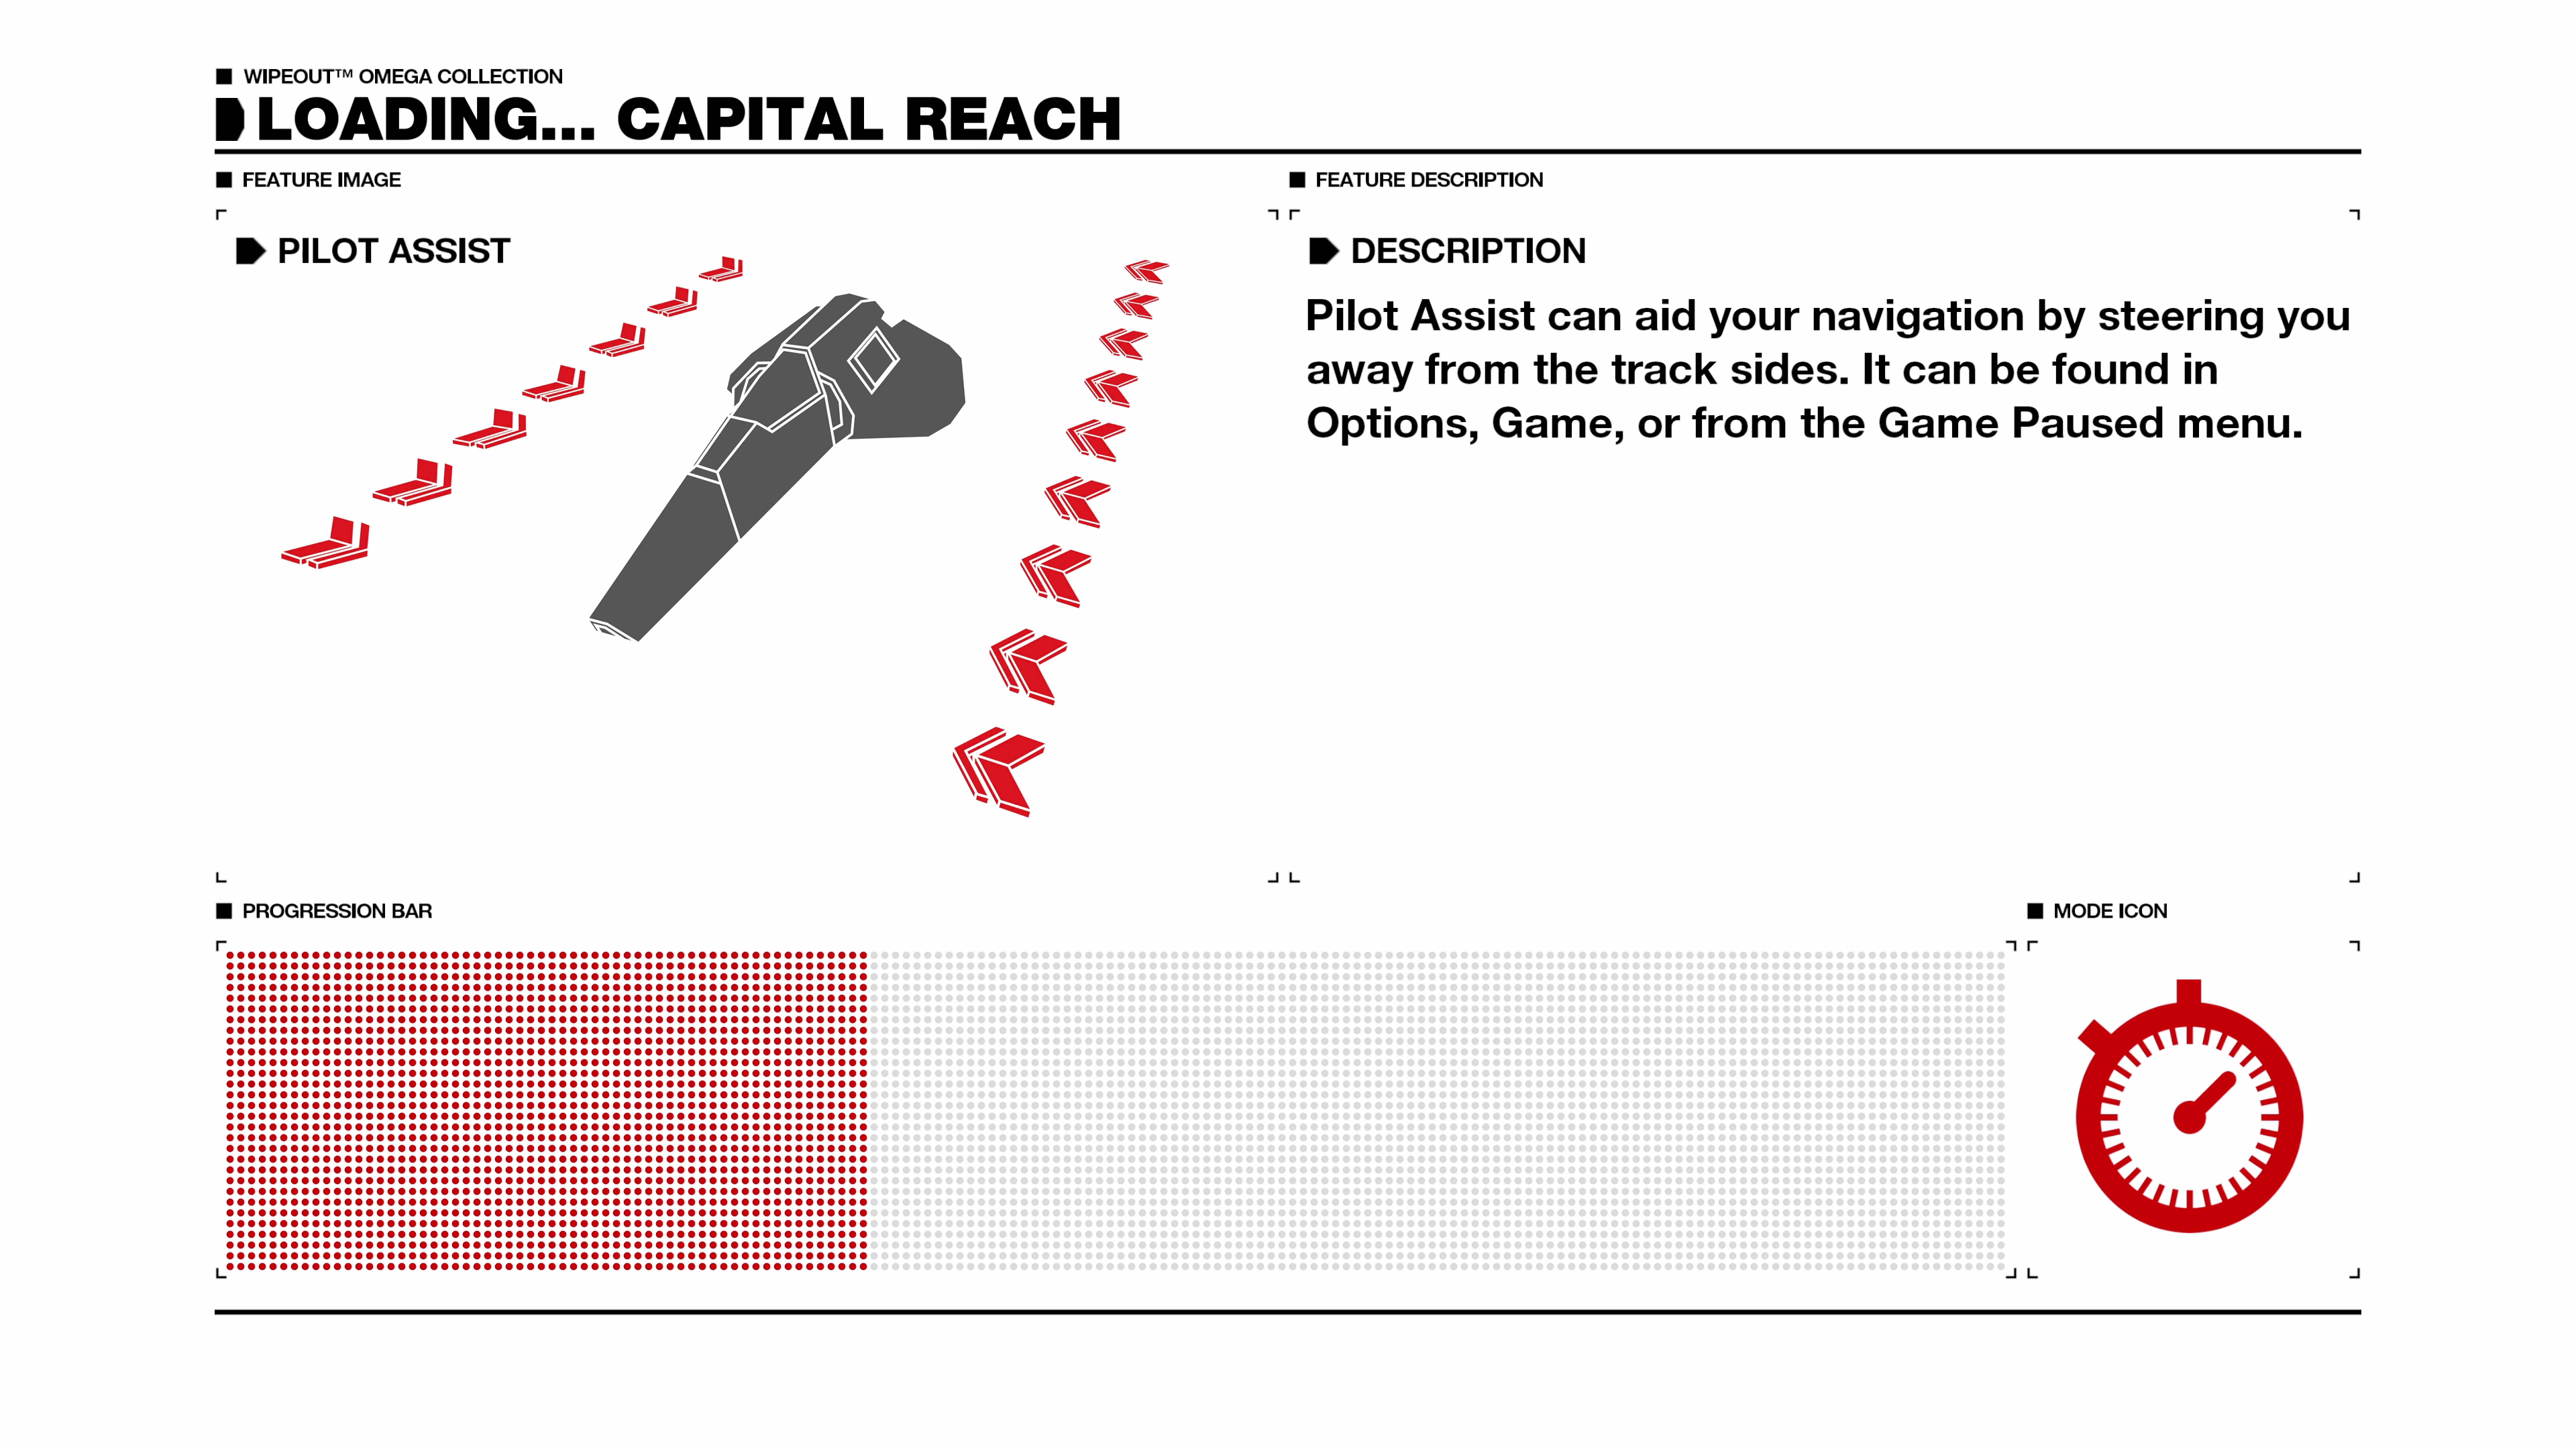 WIPEOUT™ OMEGA COLLECTION
LOADING... CAPITAL REACH
FEATURE IMAGE
PILOT ASSIST
FEATURE DESCRIPTION
DESCRIPTION
Pilot Assist can aid your navigation by steering you
away from the track sides. It can be found in
Options, Game, or from the Game Paused menu.
PROGRESSION BAR
MODE ICON